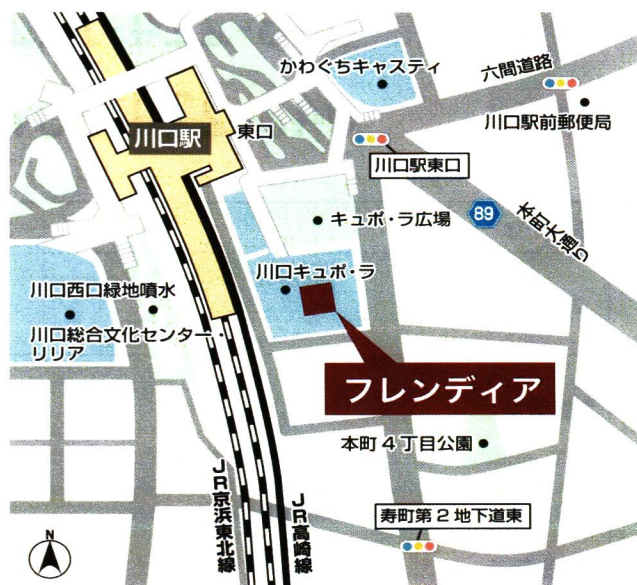 かわぐちキャスティ
六間道路
川口駅前郵便局
川口駅
東口
川口駅東口
キュポ・ラ広場
89
本町大通り
川口キュポ・ラ
川口西口緑地噴水
川口総合文化センター・
リリア
フレンディア
本町4丁目公園
JR京浜東北線
JR高崎線
寿町第2地下道東
N